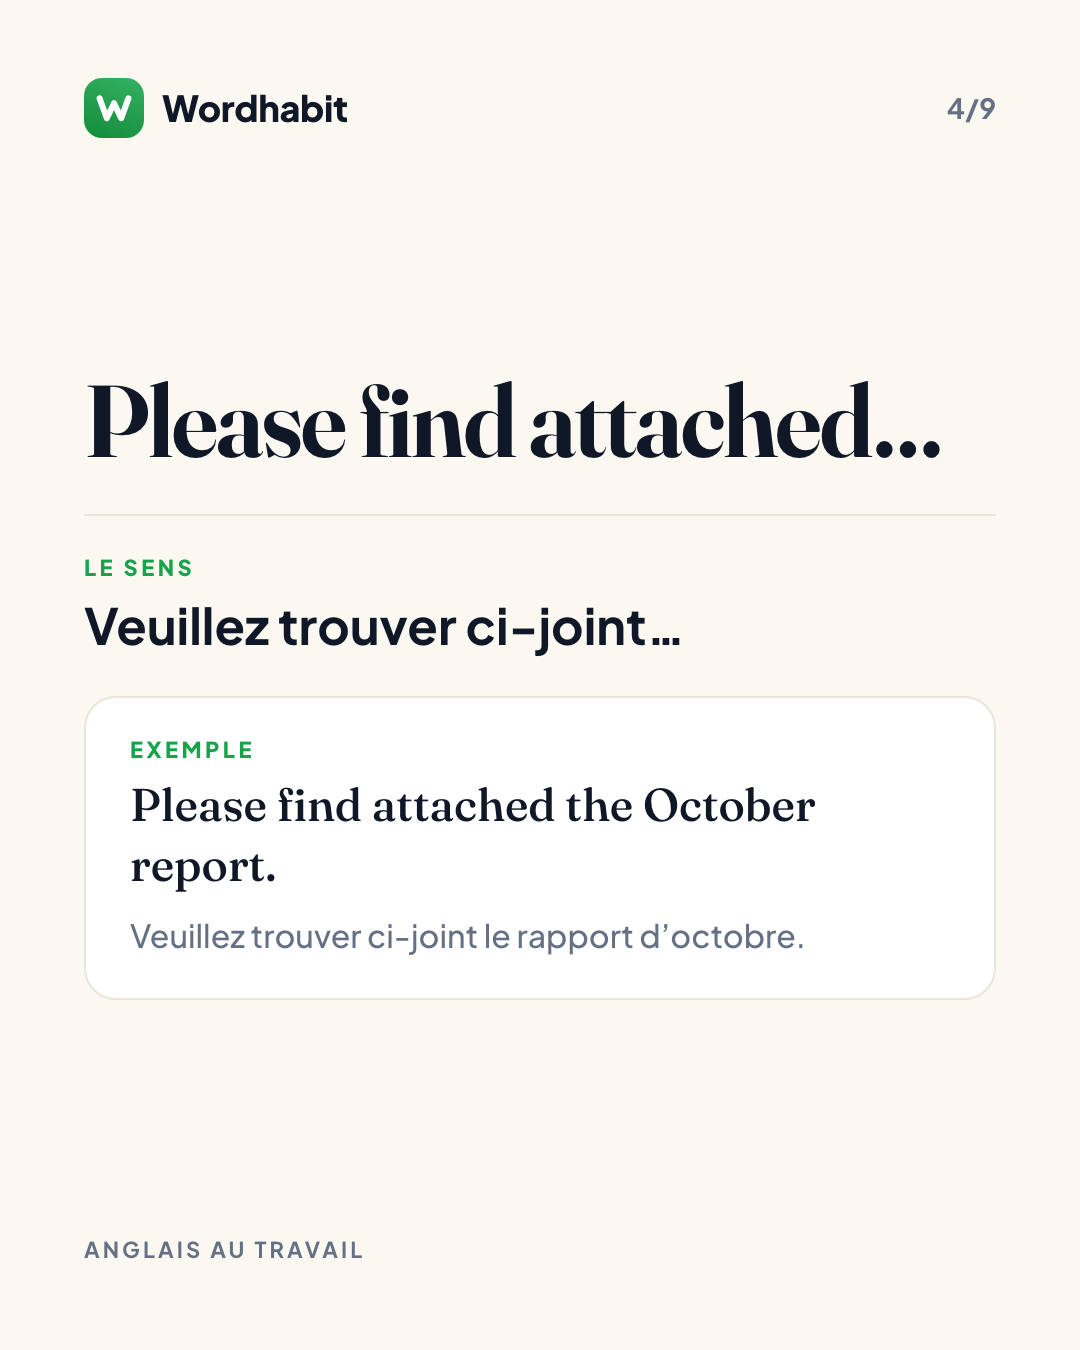 Wordhabit
4/9
Please find attached...
LE SENS
Veuillez trouver ci-joint…
EXEMPLE
Please find attached the October
report.
Veuillez trouver ci-joint le rapport d’octobre.
ANGLAIS AU TRAVAIL